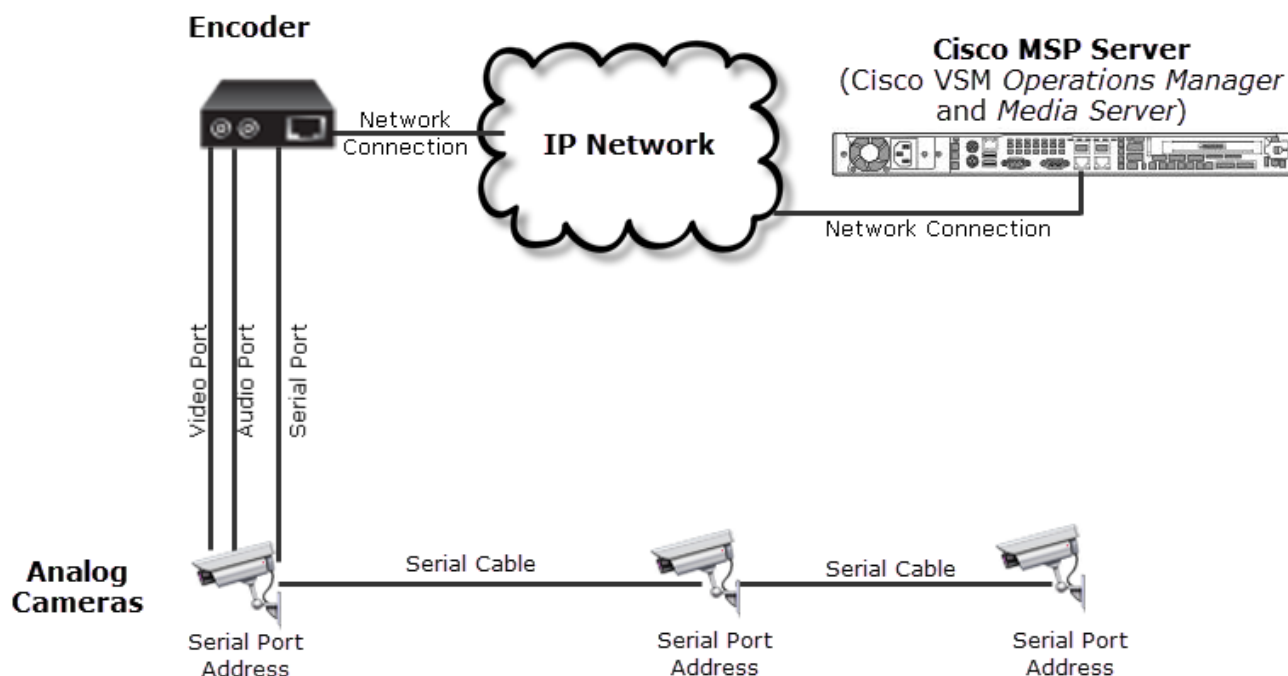 Encoder
Cisco MSP Server
(Cisco VSM Operations Manager
and Media Server)
Network
Connection
IP Network
Network Connection
Video Port
Audio Port
Serial Port
Analog
Cameras
Serial Cable
Serial Cable
Serial Port
Address
Serial Port
Address
Serial Port
Address